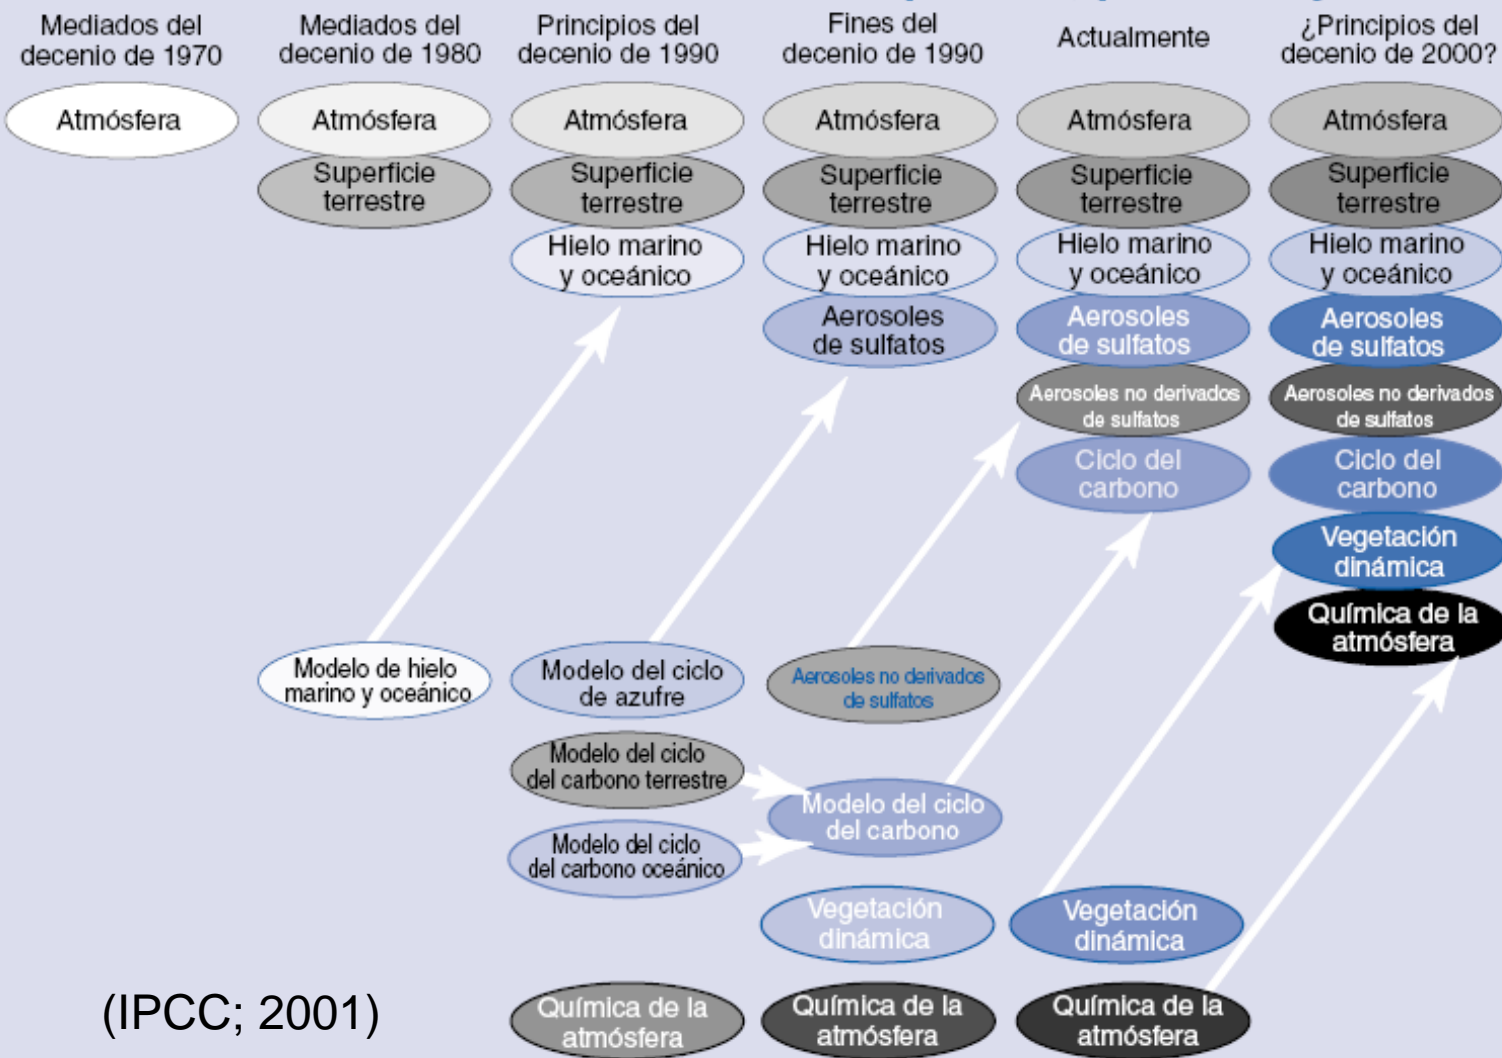 Mediados del
decenio de 1970
Mediados del
decenio de 1980
Principios del
decenio de 1990
Fines del
decenio de 1990
Actualmente
¿Principios del
decenio de 2000?
Atmósfera
Atmósfera
Atmósfera
Atmósfera
Atmósfera
Atmósfera
Superficie
terrestre
Superficie
terrestre
Superficie
terrestre
Superficie
terrestre
Superficie
terrestre
Hielo marino
y oceánico
Hielo marino
y oceánico
Hielo marino
y oceánico
Hielo marino
y oceánico
Aerosoles
de sulfatos
Aerosoles
de sulfatos
Aerosoles
de sulfatos
Aerosoles no derivados
de sulfatos
Aerosoles no derivados
de sulfatos
Ciclo del
carbono
Ciclo del
carbono
Vegetación
dinámica
Química de la
atmósfera
Modelo de hielo
marino y oceánico
Modelo del ciclo
de azufre
Aerosoles no derivados
de sulfatos
Modelo del ciclo
del carbono terrestre
Modelo del ciclo
del carbono
Modelo del ciclo
del carbono oceánico
Vegetación
dinámica
Vegetación
dinámica
(IPCC; 2001)
Química de la
atmósfera
Química de la
atmósfera
Química de la
atmósfera